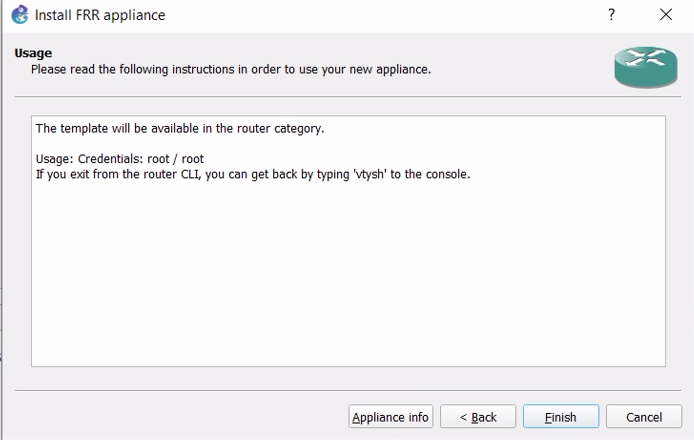 Install FRR appliance
?
Usage
Please read the following instructions in order to use your new appliance.
The template will be available in the router category.
Usage: Credentials: root / root
If you exit from the router CLI, you can get back by typing 'vtysh' to the console.
Appliance info
< Back
Finish
Cancel